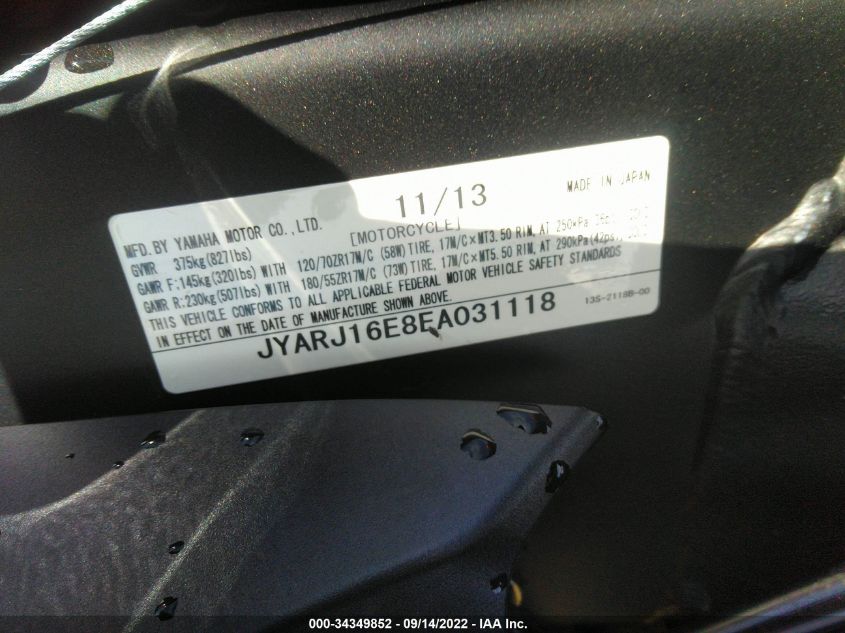 11/13
MADE IN JAPAN
MFD.BY YAMAHA MOTOR CO.,LTD.
[MOTORCYCLE]
GVWR 375kg(827lbs)
GAWR F:145kg(320lbs) WITH 120/70ZR17M/C (58W)TIRE, 17M/C×MT3.50 RIM, AT 250kPa(36psi)
GAWR R:230kg(507lbs) WITH 180/55ZR17M/C (73W)TIRE, 17M/C×MT5.50 RIM, AT 290kPa(42psi)
THIS VEHICLE CONFORMS TO ALL APPLICABLE FEDERAL MOTOR VEHICLE SAFETY STANDARDS
IN EFFECT ON THE DATE OF MANUFACTURE SHOWN ABOVE.
13S-2118B-00
JYARJ16E8EA031118
000-34349852 - 09/14/2022 - IAA Inc.